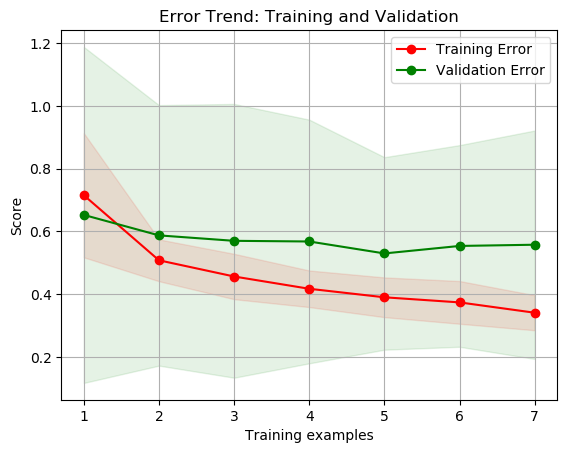 Error Trend: Training and Validation
Training Error
Validation Error
Score
1.2
1.0
0.8
0.6
0.4
0.2
1 2 3 4 5 6 7
Training examples